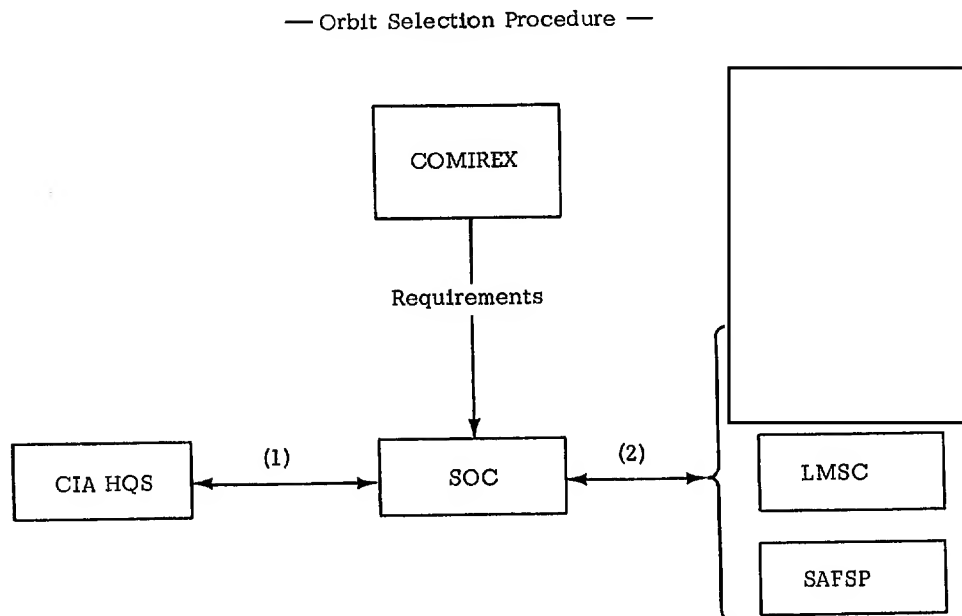 — Orbit Selection Procedure —
COMIREX
Requirements
(1)
(2)
CIA HQS
SOC
LMSC
SAFSP